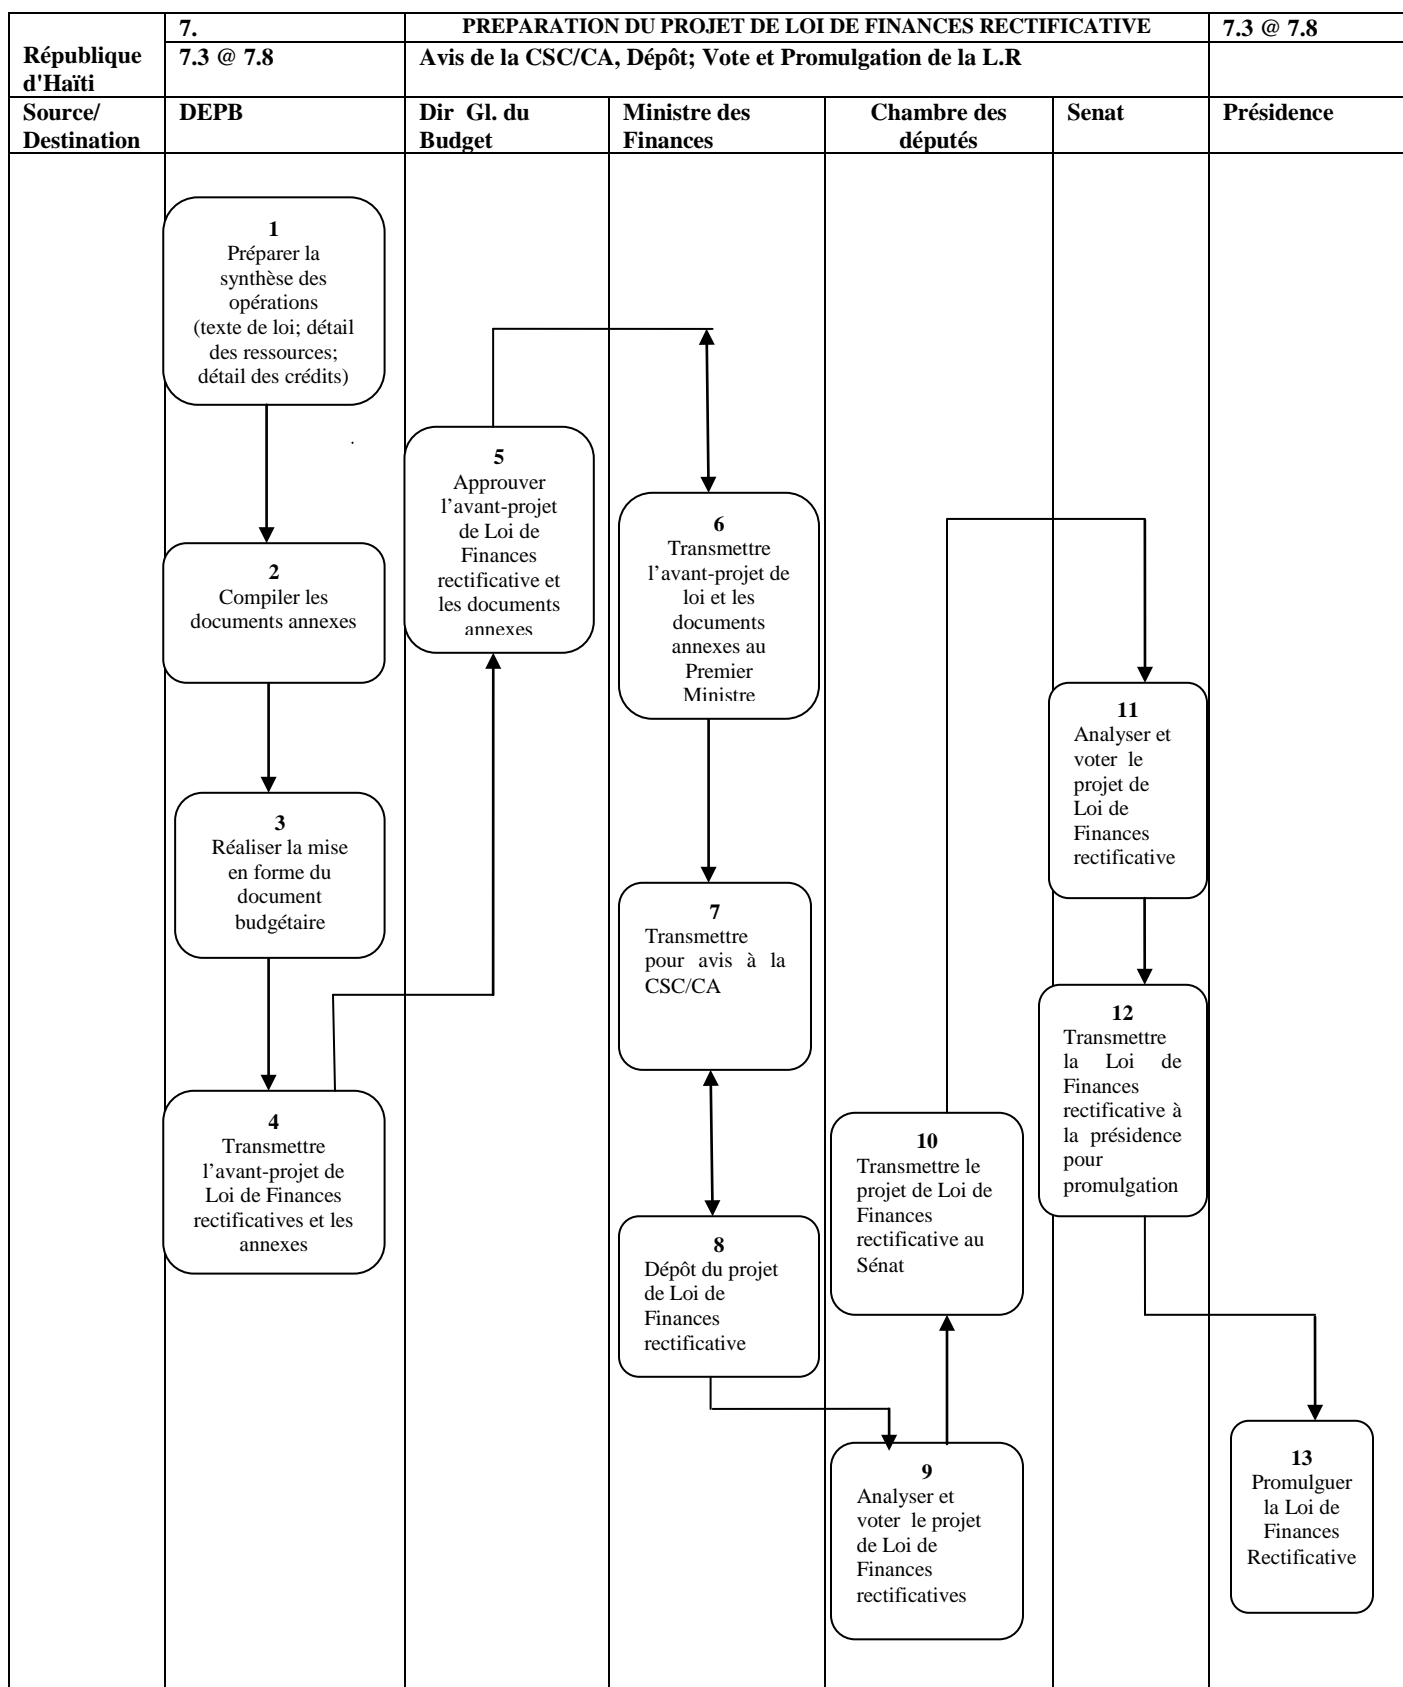 République
d'Haïti
7.
PREPARATION DU PROJET DE LOI DE FINANCES RECTIFICATIVE
7.3 @ 7.8
7.3 @ 7.8
Avis de la CSC/CA, Dépôt; Vote et Promulgation de la L.R
Source/
Destination
DEPB
Dir Gl. du
Budget
Ministre des
Finances
Chambre des
députés
Senat
Présidence
1
Préparer la
synthèse des
opérations
(texte de loi; détail
des ressources;
détail des crédits)
2
Compiler les
documents annexes
3
Réaliser la mise
en forme du
document
budgétaire
4
Transmettre
l’avant-projet de
Loi de Finances
rectificatives et les
annexes
5
Approuver
l’avant-projet
de Loi de
Finances
rectificative et
les documents
annexes
6
Transmettre
l’avant-projet de
loi et les
documents
annexes au
Premier
Ministre
7
Transmettre
pour avis à la
CSC/CA
8
Dépôt du projet
de Loi de
Finances
rectificative
9
Analyser et
voter le projet
de Loi de
Finances
rectificatives
10
Transmettre le
projet de Loi de
Finances
rectificative au
Sénat
11
Analyser et
voter le
projet de
Loi de
Finances
rectificative
12
Transmettre
la Loi de
Finances
rectificative à
la présidence
pour
promulgation
13
Promulguer
la Loi de
Finances
Rectificative